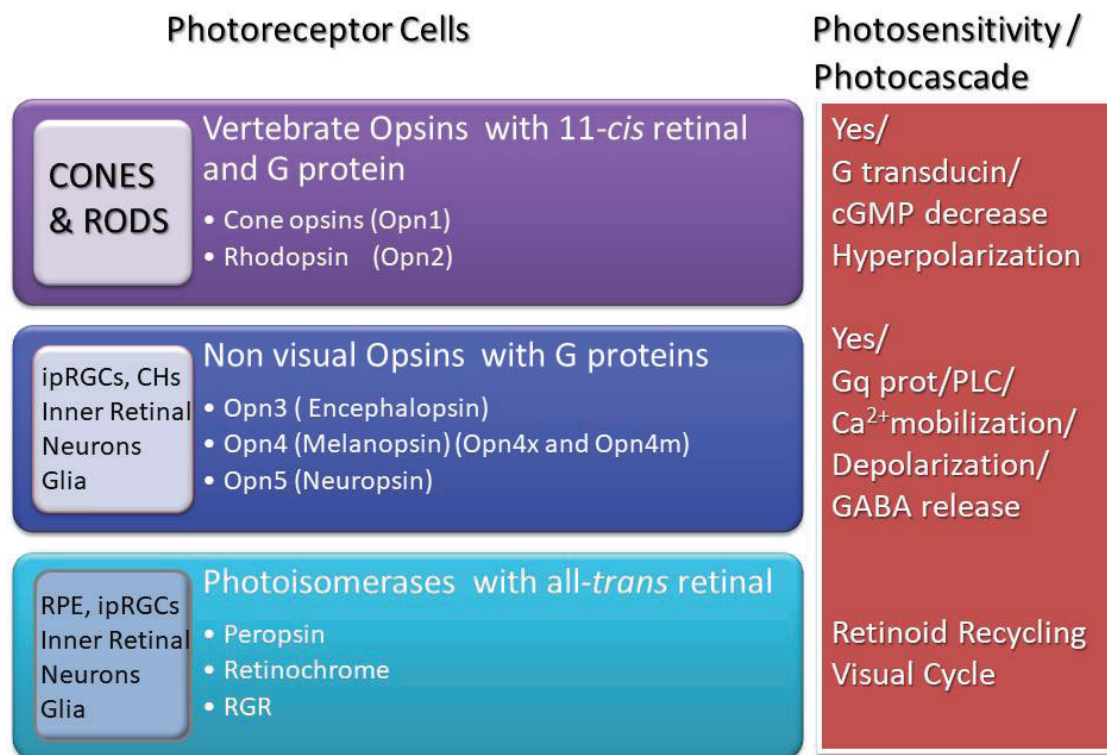 Photoreceptor Cells
Photosensitivity /
Photocascade
CONES
& RODS
Vertebrate Opsins with 11-cis retinal
and G protein
• Cone opsins (Opn1)
• Rhodopsin (Opn2)
Yes/
G transducin/
cGMP decrease
Hyperpolarization
ipRGCs, CHs
Inner Retinal
Neurons
Glia
Non visual Opsins with G proteins
• Opn3 ( Encephalopsin)
• Opn4 (Melanopsin) (Opn4x and Opn4m)
• Opn5 (Neuropsin)
Yes/
Gq prot/PLC/
Ca²⁺mobilization/
Depolarization/
GABA release
RPE, ipRGCs
Inner Retinal
Neurons
Glia
Photoisomerases with all-trans retinal
• Peropsin
• Retinochrome
• RGR
Retinoid Recycling
Visual Cycle